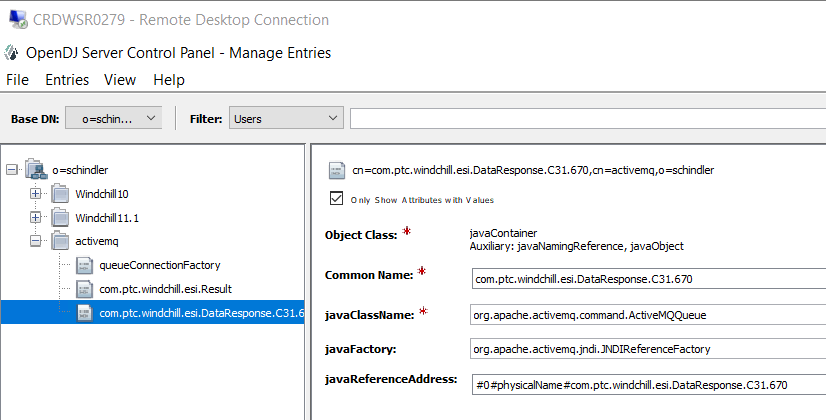 CRDWSR0279 - Remote Desktop Connection
OpenDJ Server Control Panel - Manage Entries
File Entries View Help
Base DN: o=schin... Filter: Users
o=schindler
Windchill10
Windchill11.1
activemq
queueConnectionFactory
com.ptc.windchill.esi.Result
com.ptc.windchill.esi.DataResponse.C31.6
cn=com.ptc.windchill.esi.DataResponse.C31.670,cn=activemq,o=schindler
Only Show Attributes with Values
Object Class: * javaContainer
Auxiliary: javaNamingReference, javaObject
Common Name: * com.ptc.windchill.esi.DataResponse.C31.670
javaClassName: * org.apache.activemq.command.ActiveMQQueue
javaFactory: org.apache.activemq.jndi.JNDIReferenceFactory
javaReferenceAddress: #0#physicalName#com.ptc.windchill.esi.DataResponse.C31.670